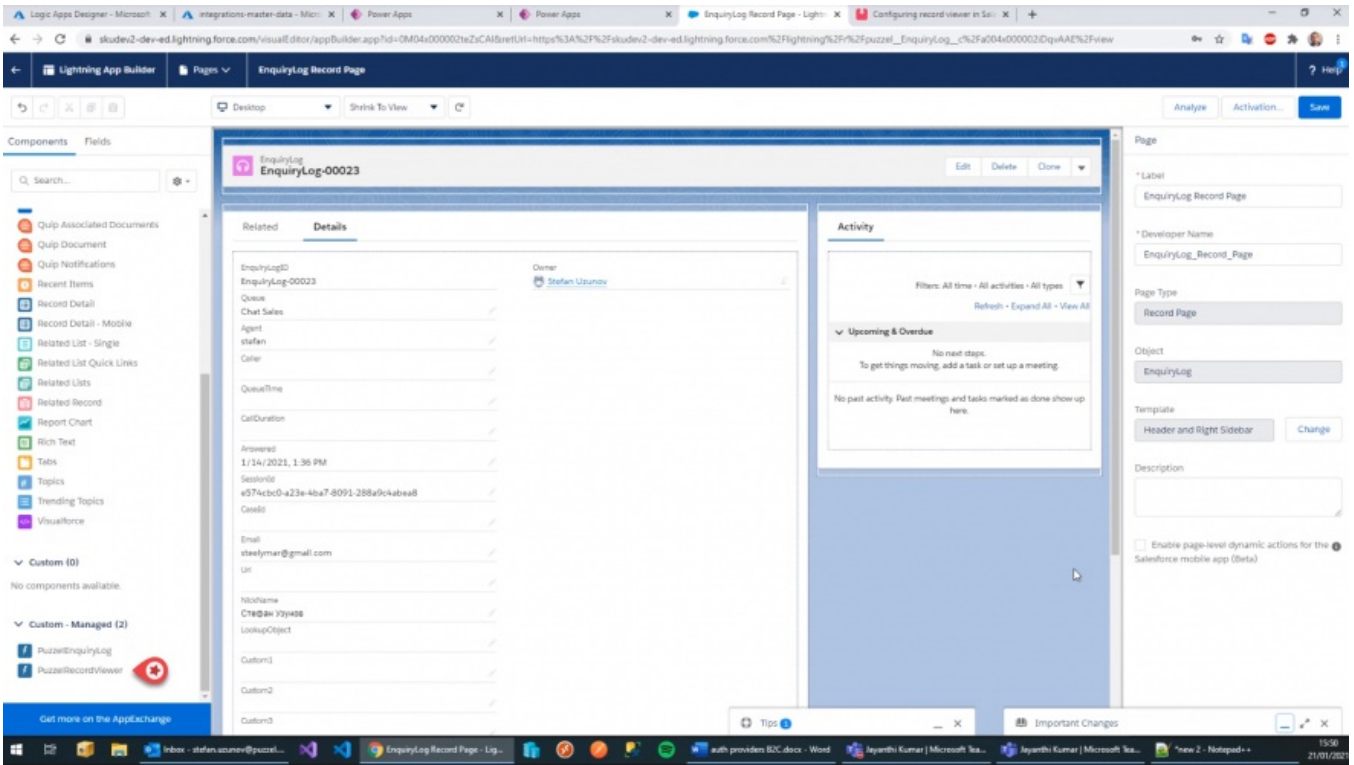 Logic Apps Designer - Microsoft
integrations-master-data - Micr
Power Apps
Power Apps
EnquiryLog Record Page - Lightn
Configuring record viewer in Sal
skudev2-dev-ed.lightning.force.com/visualEditor/appBuilder.app?id=0M04x000002teZsCAI&retUrl=https%3A%2F%2Fskudev2-dev-ed.lightning.force.com%2Flightning%2Fr%2Fpuzzel__EnquiryLog__c%2Fa004x000002iDqvAAE%2Fview
Lightning App Builder
Pages
EnquiryLog Record Page
? Help
Desktop
Shrink To View
Analyze
Activation...
Save
Components
Fields
Search...
Quip Associated Documents
Quip Document
Quip Notifications
Recent Items
Record Detail
Record Detail - Mobile
Related List - Single
Related List Quick Links
Related Lists
Related Record
Report Chart
Rich Text
Tabs
Topics
Trending Topics
Visualforce
Custom (0)
No components available.
Custom - Managed (2)
PuzzelEnquiryLog
PuzzelRecordViewer
Get more on the AppExchange
EnquiryLog
EnquiryLog-00023
Edit
Delete
Clone
Related
Details
EnquiryLogID
EnquiryLog-00023
Owner
Stefan Uzunov
Queue
Chat Sales
Agent
stefan
Caller
QueueTime
CallDuration
Answered
1/14/2021, 1:36 PM
SessionId
e574cbc0-a23e-4ba7-8091-288a9c4abea8
CaseId
Email
steelymar@gmail.com
Url
NickName
Стефан Узунов
LookupObject
Custom1
Custom2
Custom3
Activity
Filters: All time • All activities • All types
Refresh • Expand All • View All
Upcoming & Overdue
No next steps.
To get things moving, add a task or set up a meeting.
No past activity. Past meetings and tasks marked as done show up
here.
Page
*Label
EnquiryLog Record Page
*Developer Name
EnquiryLog_Record_Page
Page Type
Record Page
Object
EnquiryLog
Template
Header and Right Sidebar
Change
Description
Enable page-level dynamic actions for the
Salesforce mobile app (Beta)
Tips
Important Changes
Inbox - stefan.uzunov@puzzel...
EnquiryLog Record Page - Lig...
auth providers B2C.docx - Word
Jayanthi Kumar | Microsoft Tea...
Jayanthi Kumar | Microsoft Tea...
*new 2 - Notepad++
15:50
21/01/2021